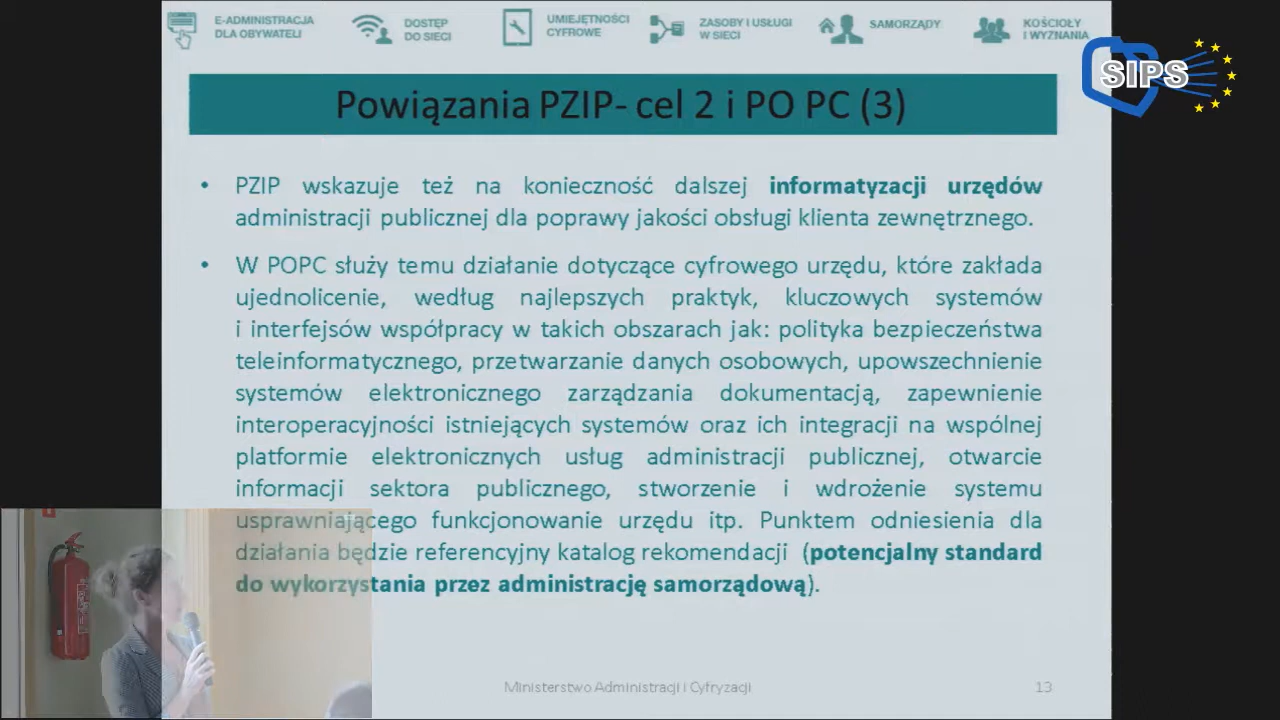 E-ADMINISTRACJA
DLA OBYWATELI
DOSTĘP
DO SIECI
UMIEJĘTNOŚCI
CYFROWE
ZASOBY I USŁUGI
W SIECI
SAMORZĄDY
KOŚCIOŁY
I WYZNANIA
SIPS
Powiązania PZIP- cel 2 i PO PC (3)
• PZIP wskazuje też na konieczność dalszej informatyzacji urzędów
administracji publicznej dla poprawy jakości obsługi klienta zewnętrznego.
• W POPC służy temu działanie dotyczące cyfrowego urzędu, które zakłada
ujednolicenie, według najlepszych praktyk, kluczowych systemów
i interfejsów współpracy w takich obszarach jak: polityka bezpieczeństwa
teleinformatycznego, przetwarzanie danych osobowych, upowszechnienie
systemów elektronicznego zarządzania dokumentacją, zapewnienie
interoperacyjności istniejących systemów oraz ich integracji na wspólnej
platformie elektronicznych usług administracji publicznej, otwarcie
informacji sektora publicznego, stworzenie i wdrożenie systemu
usprawniającego funkcjonowanie urzędu itp. Punktem odniesienia dla
działania będzie referencyjny katalog rekomendacji (potencjalny standard
do wykorzystania przez administrację samorządową).
Ministerstwo Administracji i Cyfryzacji
13